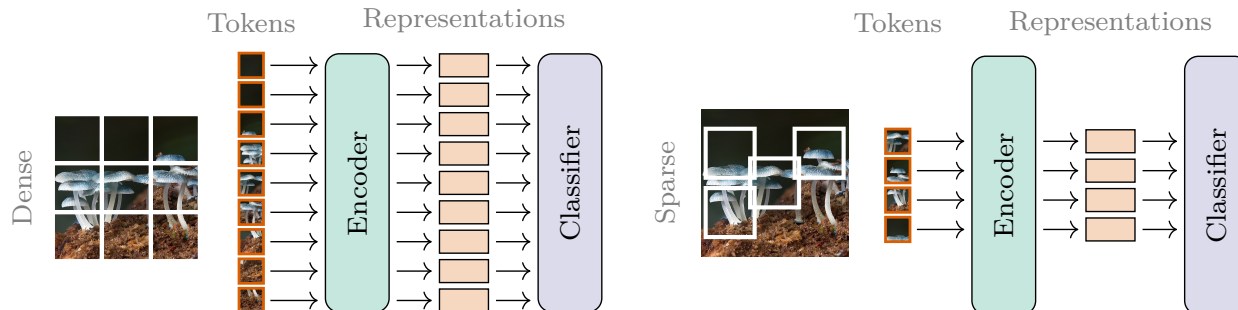 Tokens
Representations
Dense
Encoder
Classifier
Tokens
Representations
Sparse
Encoder
Classifier